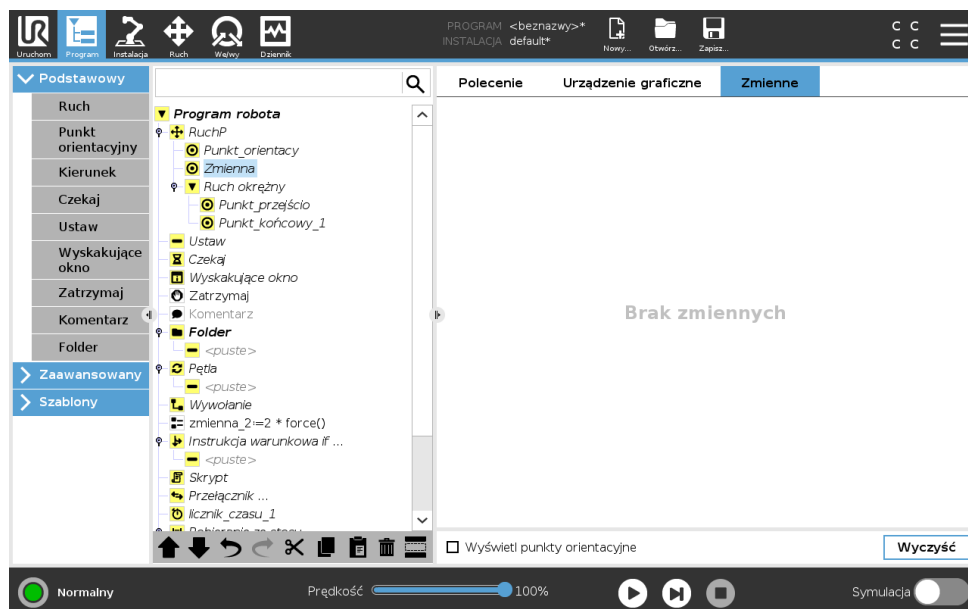 PROGRAM <beznazwy>*
INSTALACJA default*
Uruchom Program Instalacja Ruch We/wy Dziennik Nowy... Otwórz... Zapisz...
C C
C C
Podstawowy
Ruch
Punkt
orientacyjny
Kierunek
Czekaj
Ustaw
Wyskakujące
okno
Zatrzymaj
Komentarz
Folder
Zaawansowany
Szablony
Program robota
RuchP
Punkt_orientacy
Zmienna
Ruch okrężny
Punkt_przejścio
Punkt_końcowy_1
Ustaw
Czekaj
Wyskakujące okno
Zatrzymaj
Komentarz
Folder
<puste>
Pętla
<puste>
Wywołanie
zmienna_2:=2 * force()
Instrukcja warunkowa if ...
<puste>
Skrypt
Przełącznik ...
licznik_czasu_1
Polecenie Urządzenie graficzne Zmienne
Brak zmiennych
Wyświetl punkty orientacyjne Wyczyść
Normalny Prędkość 100% Symulacja